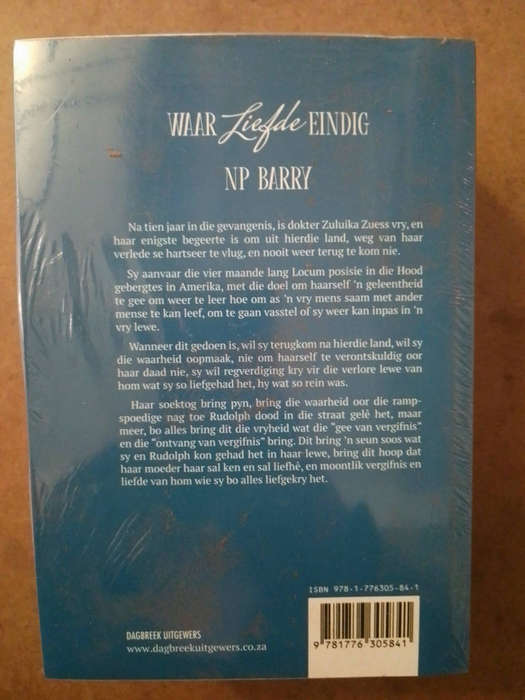 WAAR Liefde EINDIG
NP BARRY
Na tien jaar in die gevangenis, is dokter Zuluika Zuess vry, en
haar enigste begeerte is om uit hierdie land, weg van haar
verlede se hartseer te vlug, en nooit weer terug te kom nie.
Sy aanvaar die vier maande lang Locum posisie in die Hood
gebergtes in Amerika, met die doel om haarself 'n geleentheid
te gee om weer te leer hoe om as 'n vry mens saam met ander
mense te kan leef, om te gaan vasstel of sy weer kan inpas in 'n
vry lewe.
Wanneer dit gedoen is, wil sy terugkom na hierdie land, wil sy
die waarheid oopmaak, nie om haarself te verontskuldig oor
haar daad nie, sy wil regverdiging kry vir die verlore lewe van
hom wat sy so liefgehad het, hy wat so rein was.
Haar soektog bring pyn, bring die waarheid oor die ramp-
spoedige nag toe Rudolph dood in die straat gelê het, maar
meer, bo alles bring dit die vryheid wat die "gee van vergifnis"
en die "ontvang van vergifnis" bring. Dit bring 'n seun soos wat
sy en Rudolph kon gehad het in haar lewe, bring dit hoop dat
haar moeder haar sal ken en sal liefhê, en moontlik vergifnis en
liefde van hom wie sy bo alles liefgekry het.
ISBN 978-1-776305-84-1
9 781776 305841
DAGBREEK UITGEWERS
www.dagbreekuitgewers.co.za